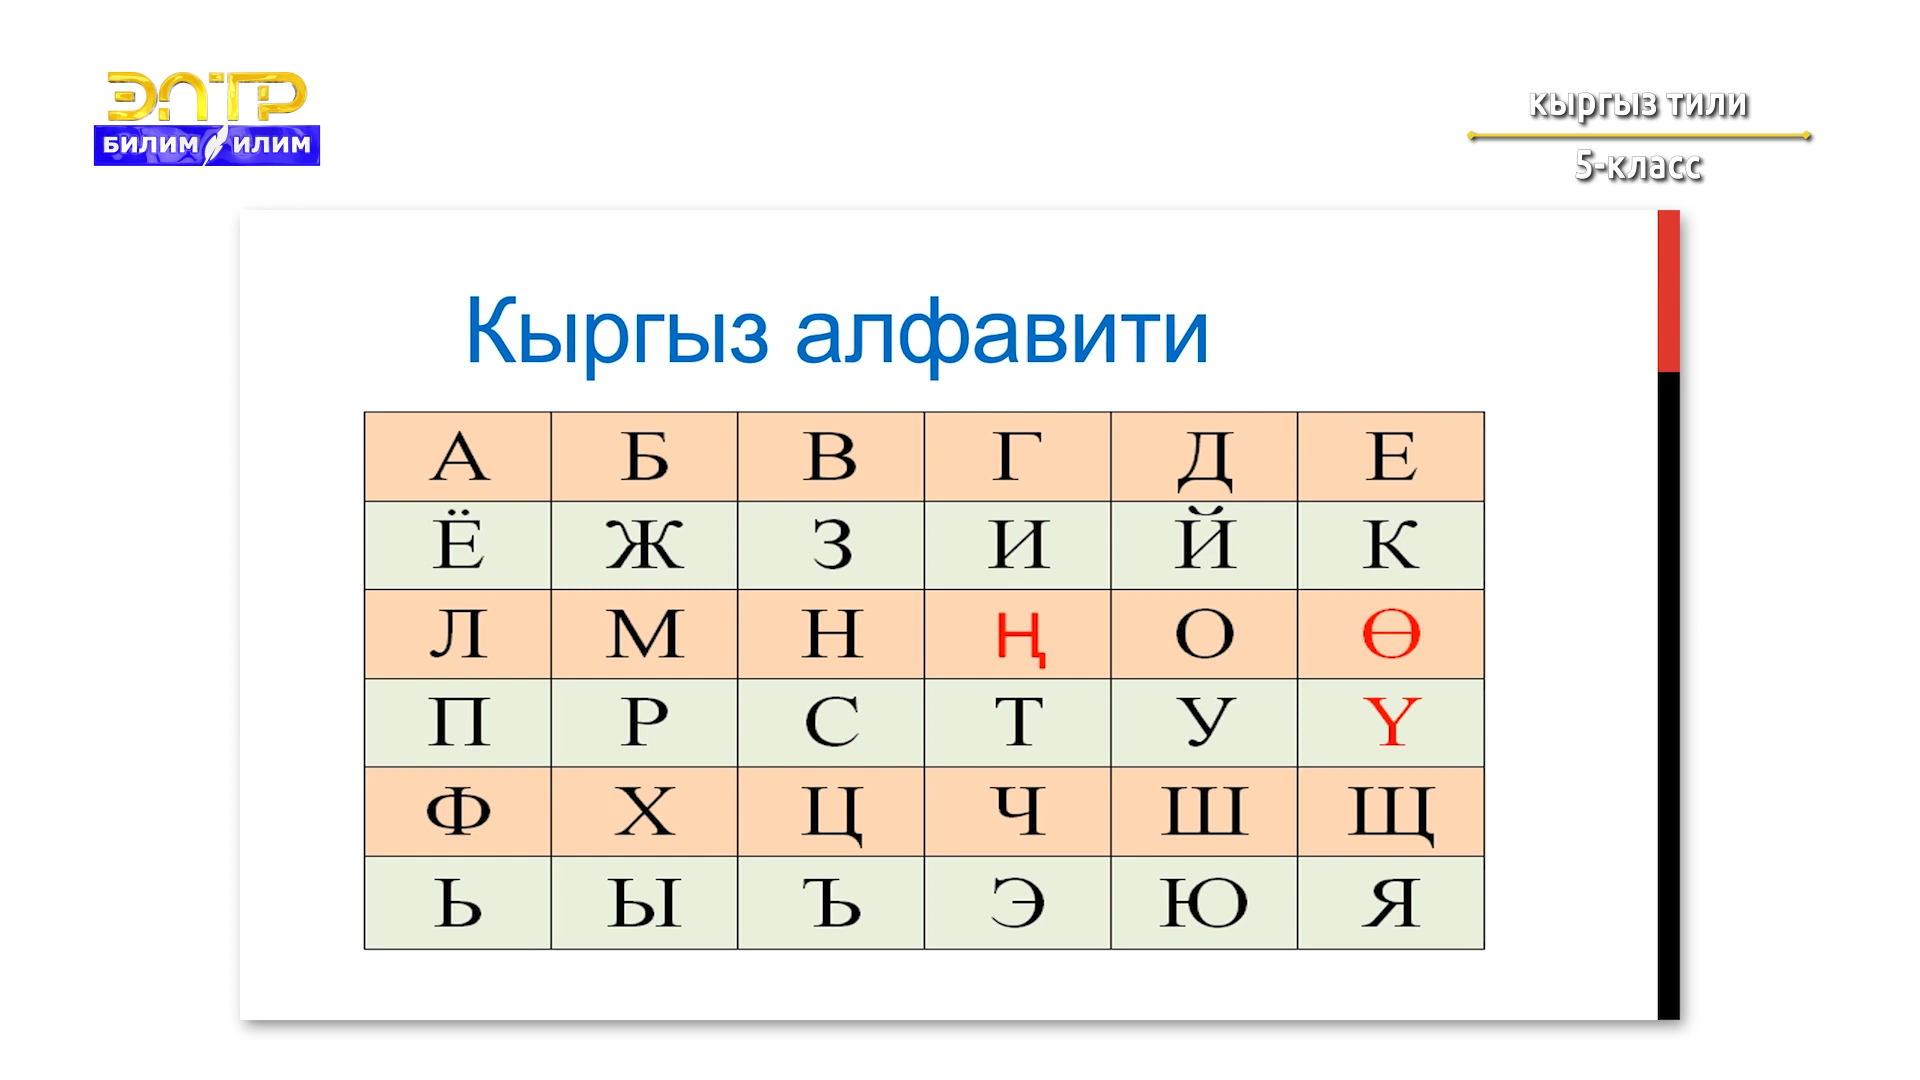 ЭЛТР
БИЛИМ ИЛИМ
кыргыз тили
5-класс
Кыргыз алфавити
А Б В Г Д Е
Ё Ж З И Й К
Л М Н Ң О Ө
П Р С Т У Ү
Ф Х Ц Ч Ш Щ
Ь Ы Ъ Э Ю Я